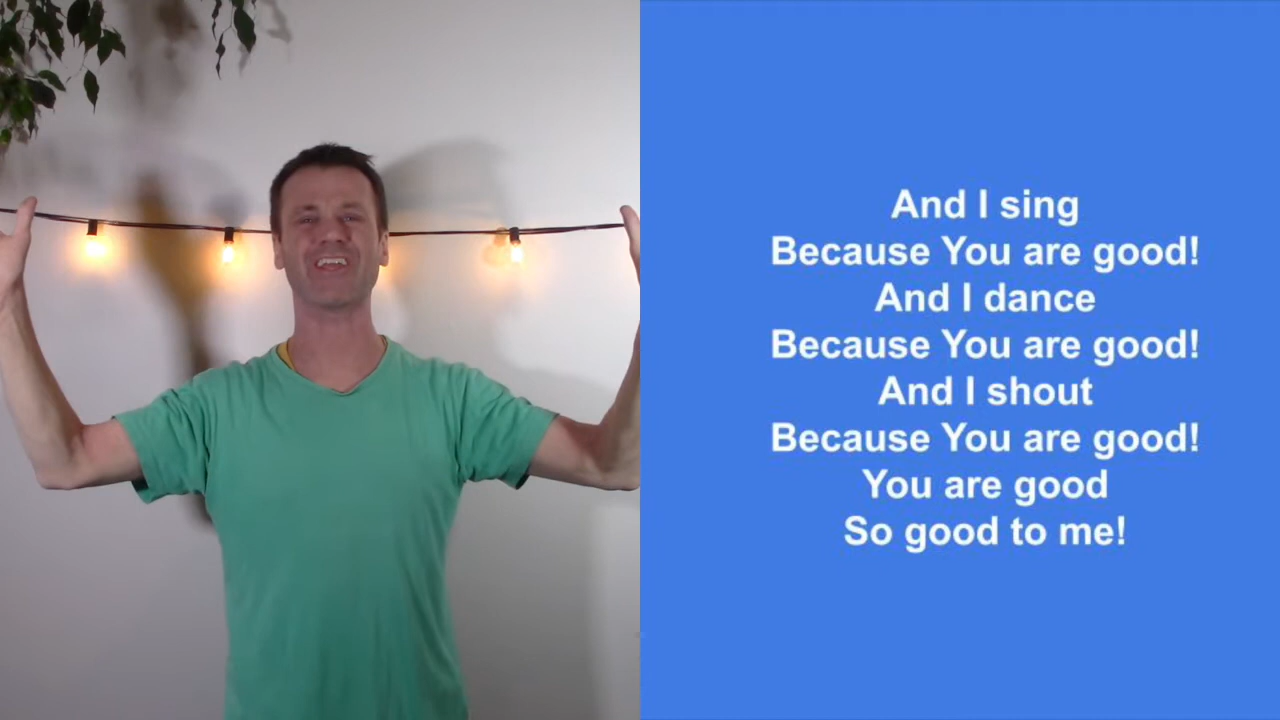 And I sing
Because You are good!
And I dance
Because You are good!
And I shout
Because You are good!
You are good
So good to me!